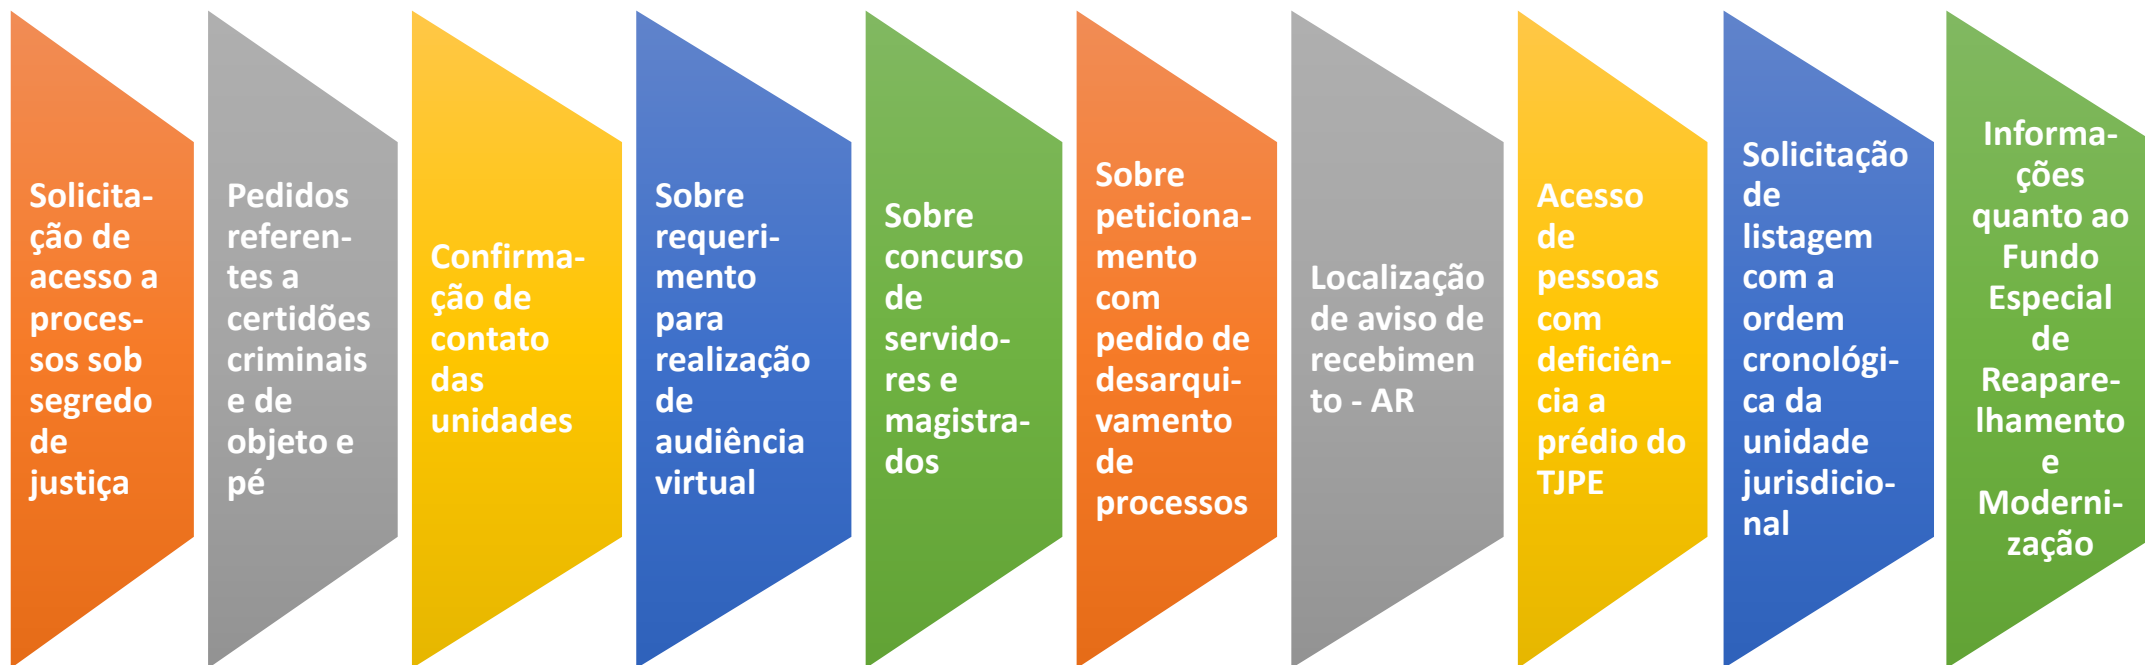 Solicita-
ção de
acesso a
proces-
sos sob
segredo
de
justiça
Pedidos
referen-
tes a
certidões
criminais
e de
objeto e
pé
Confirma-
ção de
contato
das
unidades
Sobre
requeri-
mento
para
realização
de
audiência
virtual
Sobre
concurso
de
servido-
res e
magistra-
dos
Sobre
peticiona-
mento
com
pedido de
desarqui-
vamento
de
processos
Localização
de aviso de
recebimen
to - AR
Acesso
de
pessoas
com
deficiên-
cia a
prédio do
TJPE
Solicitação
de
listagem
com a
ordem
cronológi-
ca da
unidade
jurisdicio-
nal
Informa-
ções
quanto ao
Fundo
Especial
de
Reapare-
lhamento
e
Moderni-
zação